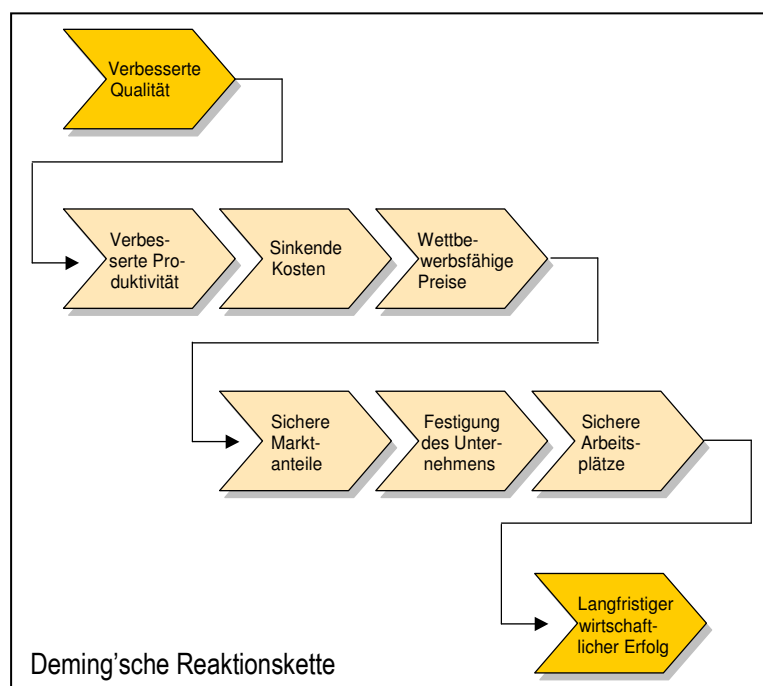 Verbesserte
Qualität
Verbes-
serte Pro-
duktivität
Sinkende
Kosten
Wettbe-
werbsfähige
Preise
Sichere
Markt-
anteile
Festigung
des Unter-
nehmens
Sichere
Arbeits-
plätze
Langfristiger
wirtschaft-
licher Erfolg
Deming'sche Reaktionskette